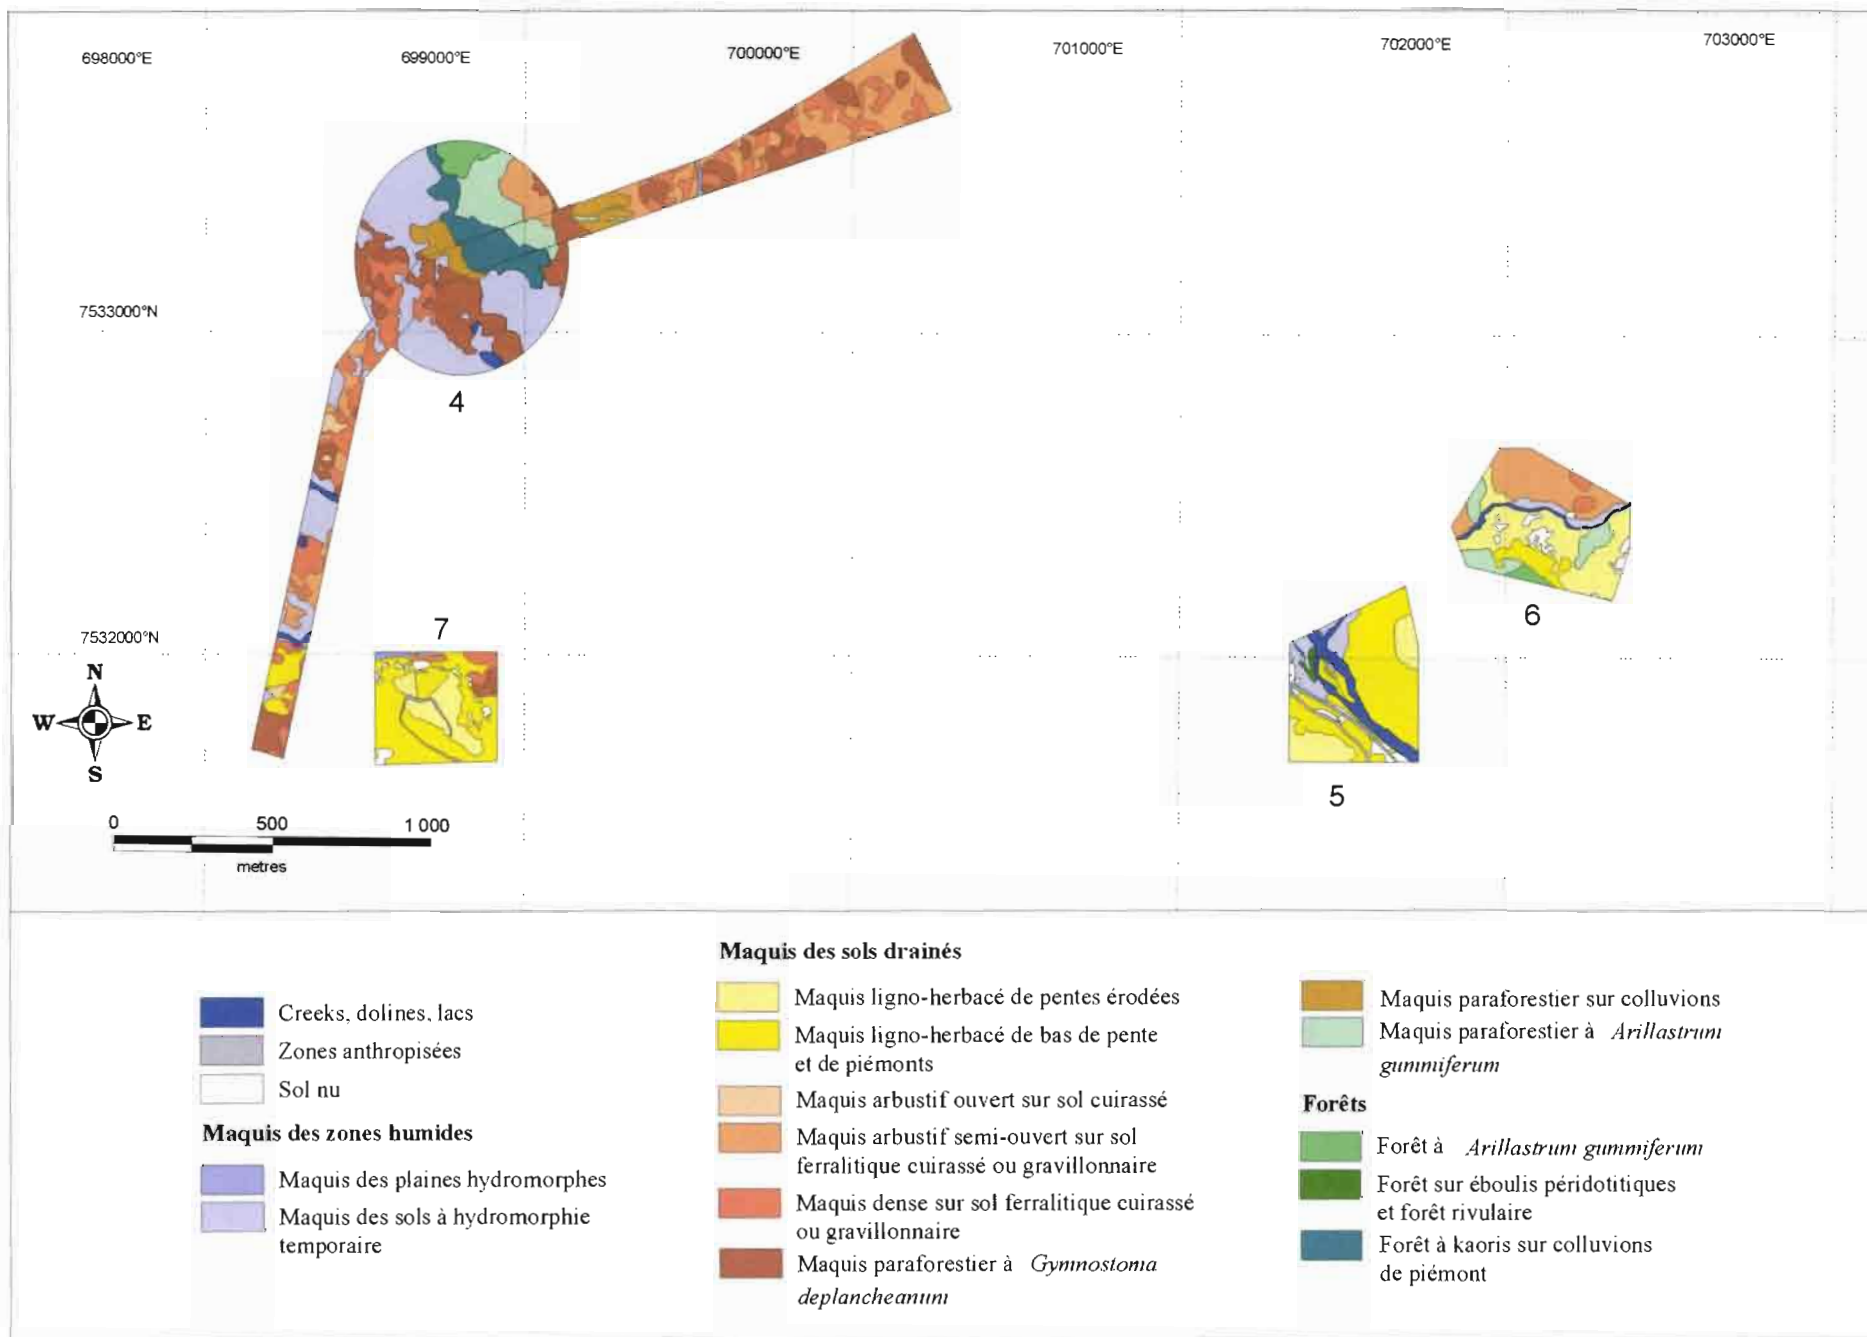 698000°E
699000°E
700000°E
701000°E
702000°E
703000°E
7533000°N
4
6
7532000°N
7
N
W E
S
5
0 500 1 000
metres
Creeks, dolines, lacs
Zones anthropisées
Sol nu
Maquis des zones humides
Maquis des plaines hydromorphes
Maquis des sols à hydromorphie
temporaire
Maquis des sols drainés
Maquis ligno-herbacé de pentes érodées
Maquis ligno-herbacé de bas de pente
et de piémonts
Maquis arbustif ouvert sur sol cuirassé
Maquis arbustif semi-ouvert sur sol
ferralitique cuirassé ou gravillonnaire
Maquis dense sur sol ferralitique cuirassé
ou gravillonnaire
Maquis paraforestier à Gymnostoma
deplancheanum
Maquis paraforestier sur colluvions
Maquis paraforestier à Arillastrum
gummiferum
Forêts
Forêt à Arillastrum gummiferum
Forêt sur éboulis péridotitiques
et forêt rivulaire
Forêt à kaoris sur colluvions
de piémont